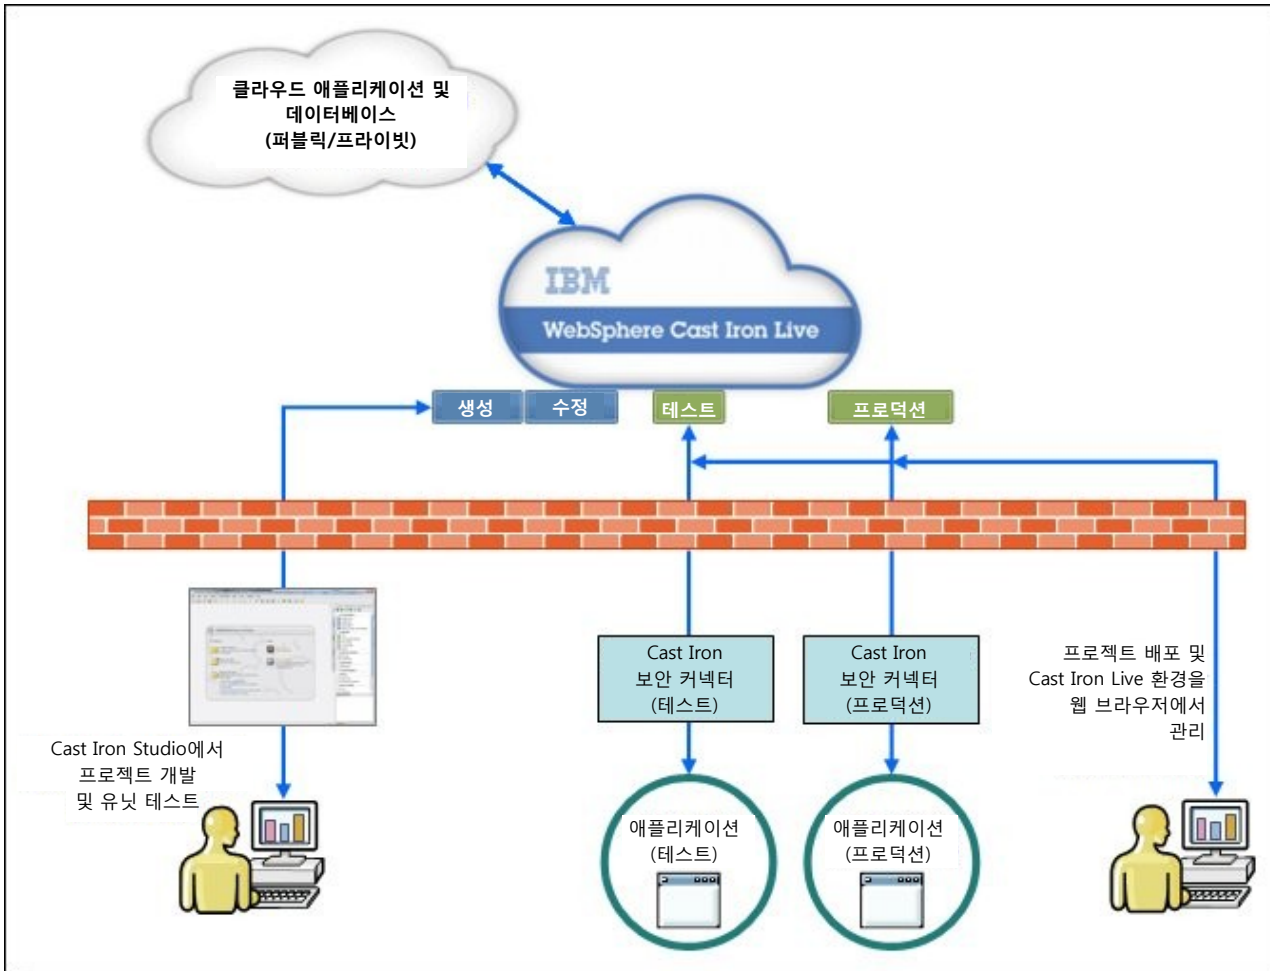 클라우드 애플리케이션 및
데이터베이스
(퍼블릭/프라이빗)
IBM
WebSphere Cast Iron Live
생성
수정
테스트
프로덕션
Cast Iron Studio에서
프로젝트 개발
및 유닛 테스트
Cast Iron
보안 커넥터
(테스트)
Cast Iron
보안 커넥터
(프로덕션)
프로젝트 배포 및
Cast Iron Live 환경을
웹 브라우저에서
관리
애플리케이션
(테스트)
애플리케이션
(프로덕션)